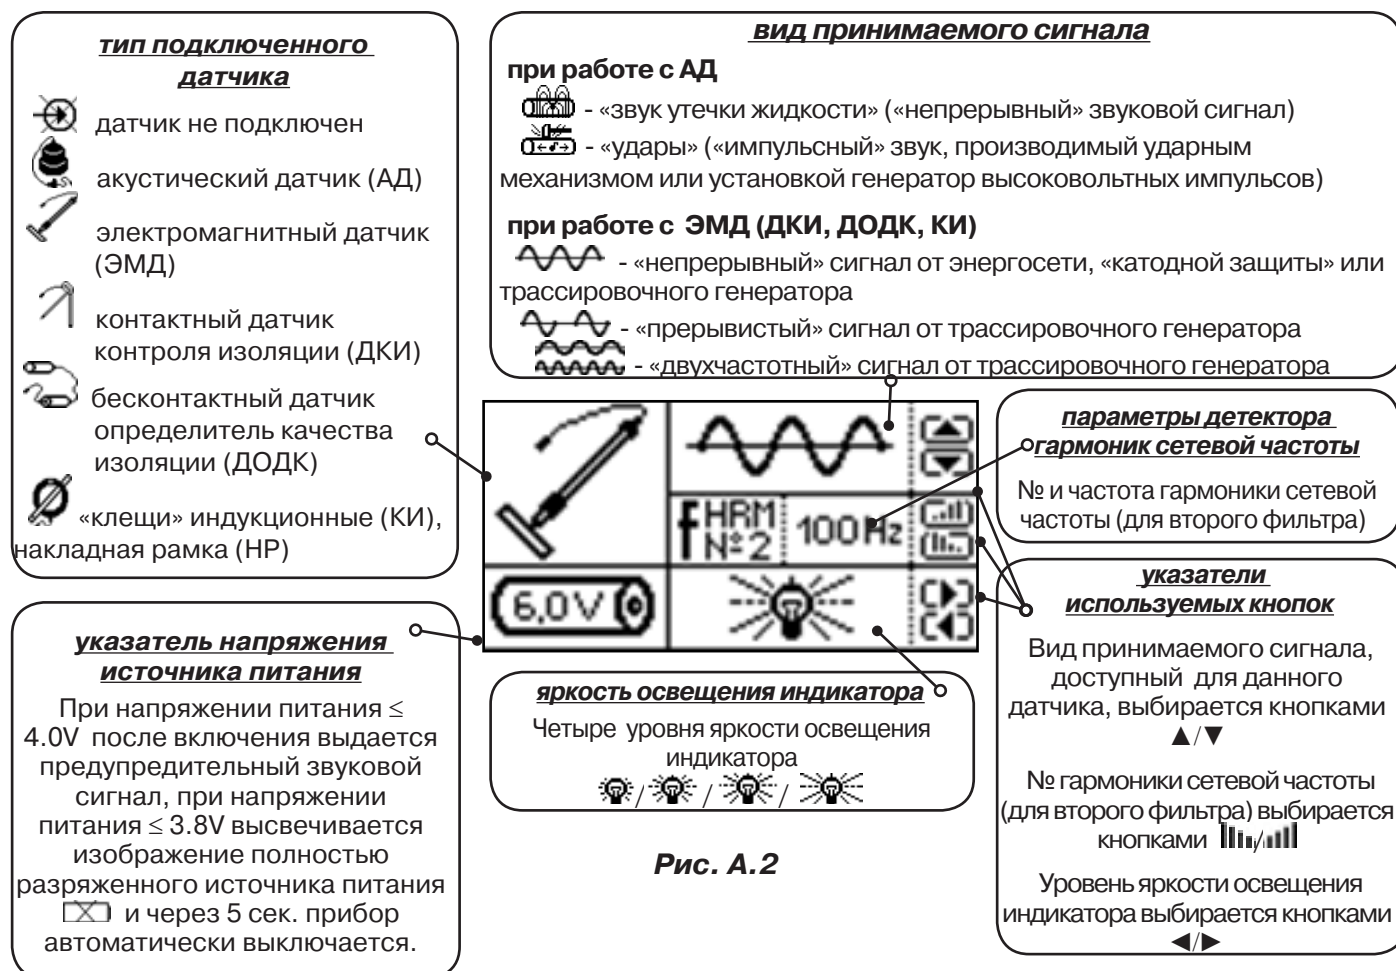 тип подключенного
датчика
датчик не подключен
акустический датчик (АД)
электромагнитный датчик
(ЭМД)
контактный датчик
контроля изоляции (ДКИ)
бесконтактный датчик
определитель качества
изоляции (ДОДК)
«клещи» индукционные (КИ),
накладная рамка (НР)
вид принимаемого сигнала
при работе с АД
- «звук утечки жидкости» («непрерывный» звуковой сигнал)
- «удары» («импульсный» звук, производимый ударным
механизмом или установкой генератор высоковольтных импульсов)
при работе с ЭМД (ДКИ, ДОДК, КИ)
- «непрерывный» сигнал от энергосети, «катодной защиты» или
трассировочного генератора
- «прерывистый» сигнал от трассировочного генератора
- «двухчастотный» сигнал от трассировочного генератора
f HRM
№2
100 Hz
6,0V
параметры детектора
гармоник сетевой частоты
№ и частота гармоники сетевой
частоты (для второго фильтра)
указатель напряжения
источника питания
При напряжении питания ≤
4.0V после включения выдается
предупредительный звуковой
сигнал, при напряжении
питания ≤ 3.8V высвечивается
изображение полностью
разряженного источника питания
и через 5 сек. прибор
автоматически выключается.
яркость освещения индикатора
Четыре уровня яркости освещения
индикатора
/ / /
Рис. А.2
указатели
используемых кнопок
Вид принимаемого сигнала,
доступный для данного
датчика, выбирается кнопками
▲/▼
№ гармоники сетевой частоты
(для второго фильтра) выбирается
кнопками /
Уровень яркости освещения
индикатора выбирается кнопками
◄/►